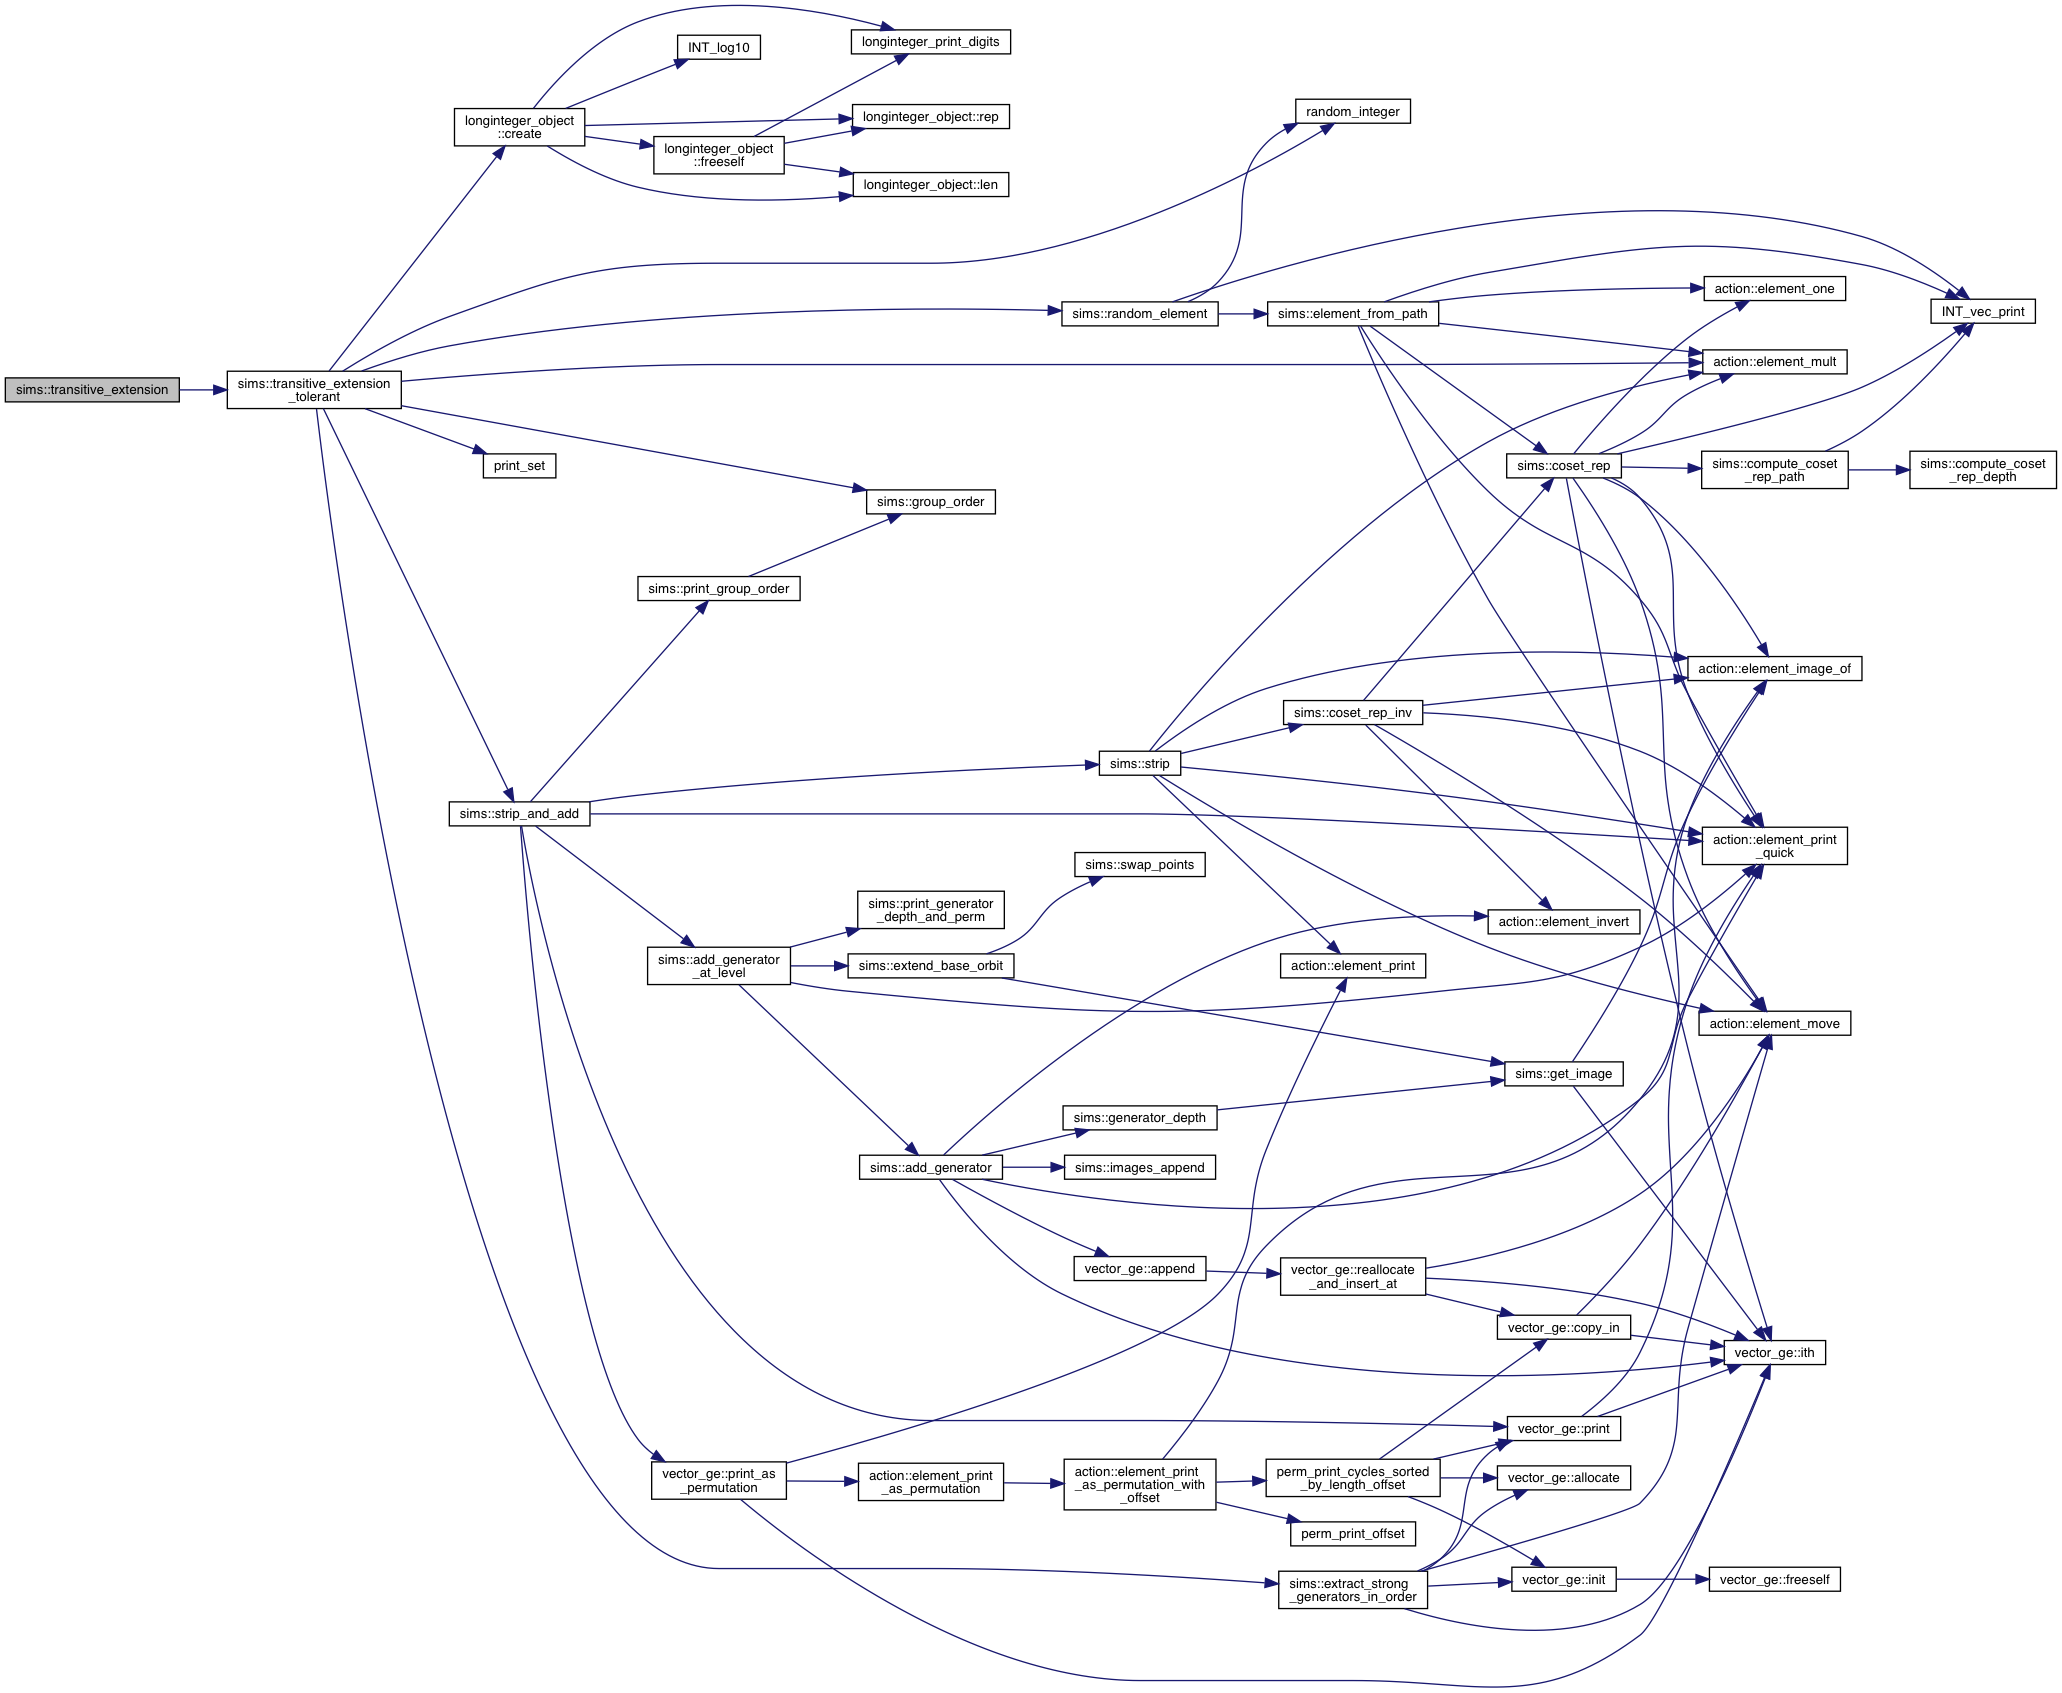 longinteger_print_digits
INT_log10
random_integer
longinteger_object::rep
longinteger_object
::create
longinteger_object
::freeself
longinteger_object::len
action::element_one
INT_vec_print
sims::random_element
sims::element_from_path
action::element_mult
sims::transitive_extension
sims::transitive_extension
_tolerant
print_set
sims::coset_rep
sims::compute_coset
_rep_path
sims::compute_coset
_rep_depth
sims::group_order
sims::print_group_order
action::element_image_of
sims::coset_rep_inv
sims::strip
sims::strip_and_add
action::element_print
_quick
sims::swap_points
sims::print_generator
_depth_and_perm
action::element_invert
sims::add_generator
_at_level
sims::extend_base_orbit
action::element_print
action::element_move
sims::get_image
sims::generator_depth
sims::add_generator
sims::images_append
vector_ge::append
vector_ge::reallocate
_and_insert_at
vector_ge::copy_in
vector_ge::ith
vector_ge::print
vector_ge::print_as
_permutation
action::element_print
_as_permutation
action::element_print
_as_permutation_with
_offset
perm_print_cycles_sorted
_by_length_offset
vector_ge::allocate
perm_print_offset
sims::extract_strong
_generators_in_order
vector_ge::init
vector_ge::freeself